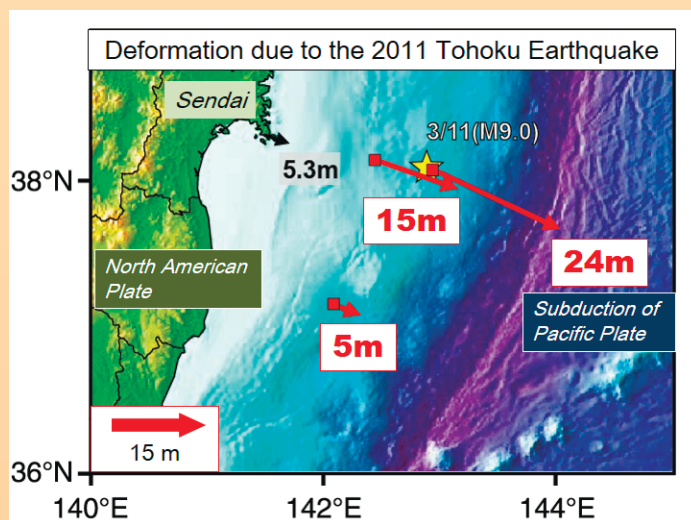 Deformation due to the 2011 Tohoku Earthquake
Sendai
3/11(M9.0)
5.3m
38°N
15m
North American
Plate
24m
Subduction of
Pacific Plate
5m
15 m
36°N
140°E
142°E
144°E